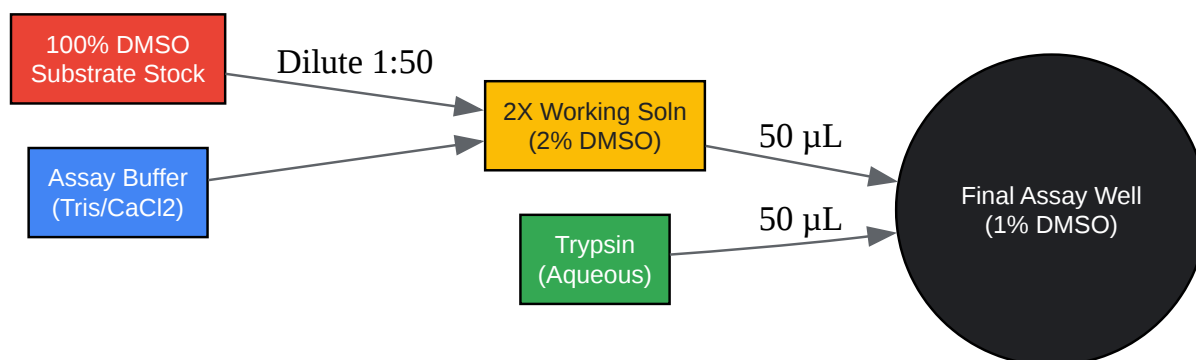 100% DMSO
Substrate Stock
Dilute 1:50
Assay Buffer
(Tris/CaCl2)
2X Working Soln
(2% DMSO)
50 µL
Trypsin
(Aqueous)
50 µL
Final Assay Well
(1% DMSO)